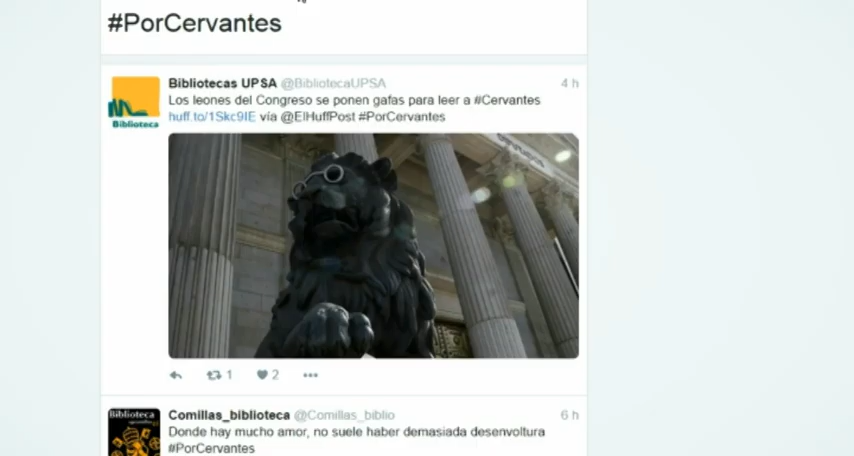 #PorCervantes
Bibliotecas UPSA @BibliotecaUPSA 4 h
Los leones del Congreso se ponen gafas para leer a #Cervantes
huff.to/1Skc9IE vía @ElHuffPost #PorCervantes
Biblioteca
1 2
Comillas_biblioteca @Comillas_biblio 6 h
Biblioteca
Donde hay mucho amor, no suele haber demasiada desenvoltura
#PorCervantes